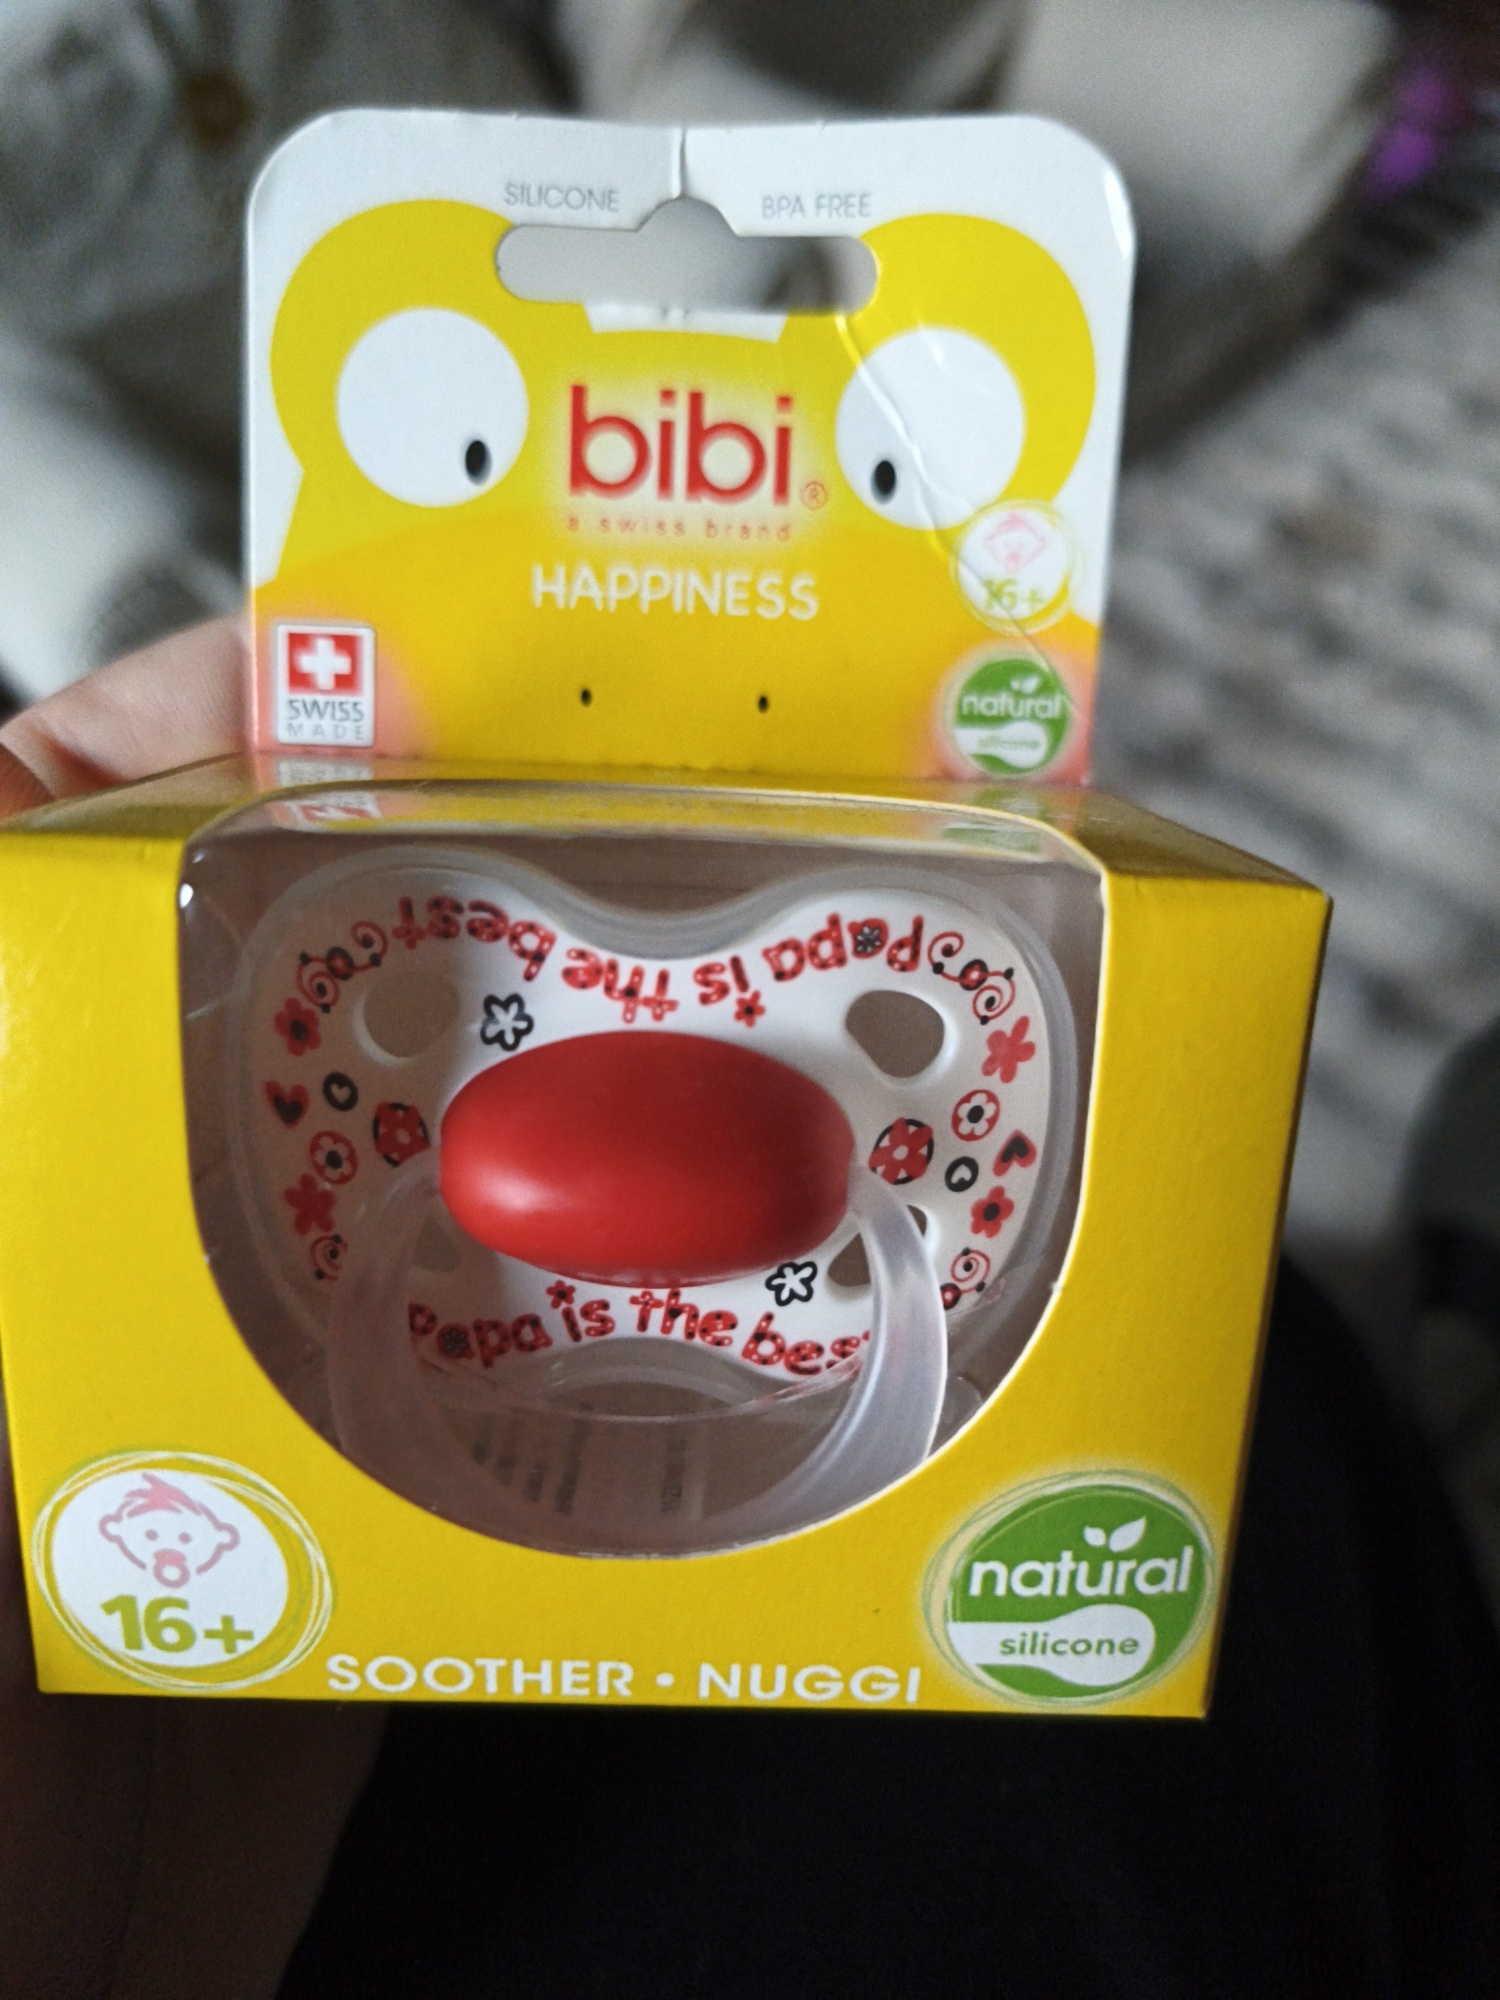 SILICONE
BPA FREE
bibi®
a swiss brand
HAPPINESS
16+
SWISS
MADE
natural
silicone
Papa is the best
Papa is the bes
16+
SOOTHER • NUGGI
natural
silicone